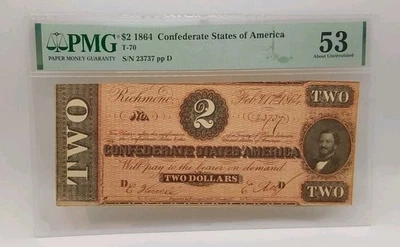 PMG
PAPER MONEY GUARANTY
$2 1864 Confederate States of America
T-70
S/N 23737 pp D
53
About Uncirculated
TWO
Richmond Feb. 17th 1864
No. 23737
2
TWO
CONFEDERATE STATES OF AMERICA
Will pay to the bearer on demand
D TWO DOLLARS D
TWO